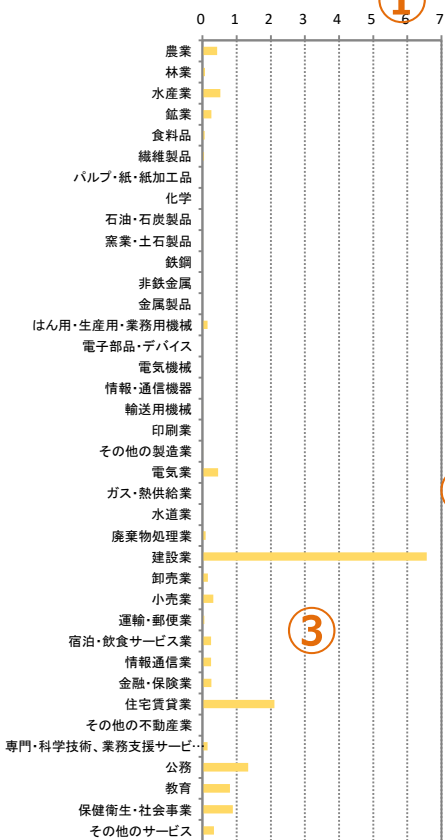 ①
0 1 2 3 4 5 6 7
農業
林業
水産業
鉱業
食料品
繊維製品
パルプ・紙・紙加工品
化学
石油・石炭製品
窯業・土石製品
鉄鋼
非鉄金属
金属製品
はん用・生産用・業務用機械
電子部品・デバイス
電気機械
情報・通信機器
輸送用機械
印刷業
その他の製造業
電気業
ガス・熱供給業
水道業
廃棄物処理業
建設業
卸売業
小売業
運輸・郵便業
③
宿泊・飲食サービス業
情報通信業
金融・保険業
住宅賃貸業
その他の不動産業
専門・科学技術、業務支援サービ…
公務
教育
保健衛生・社会事業
その他のサービス